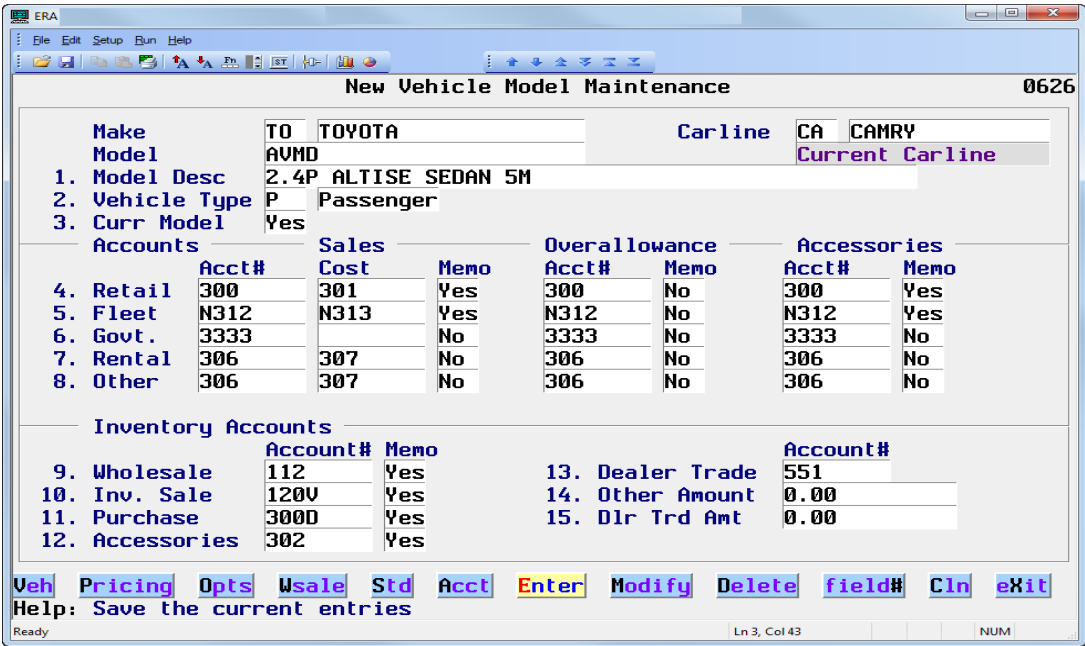 ERA
File Edit Setup Run Help
New Vehicle Model Maintenance 0626
Make TO TOYOTA Carline CA CAMRY
Model AVMD Current Carline
1. Model Desc 2.4P ALTISE SEDAN 5M
2. Vehicle Type P Passenger
3. Curr Model Yes
Accounts Sales Overallowance Accessories
Acct# Cost Memo Acct# Memo Acct# Memo
4. Retail 300 301 Yes 300 No 300 Yes
5. Fleet N312 N313 Yes N312 No N312 Yes
6. Govt. 3333 No 3333 No 3333 No
7. Rental 306 307 No 306 No 306 No
8. Other 306 307 No 306 No 306 No
Inventory Accounts
Account# Memo Account#
9. Wholesale 112 Yes 13. Dealer Trade 551
10. Inv. Sale 120V Yes 14. Other Amount 0.00
11. Purchase 300D Yes 15. Dlr Trd Amt 0.00
12. Accessories 302 Yes
Veh Pricing Opts Wsale Std Acct Enter Modify Delete field# Cln eXit
Help: Save the current entries
Ready Ln 3, Col 43 NUM